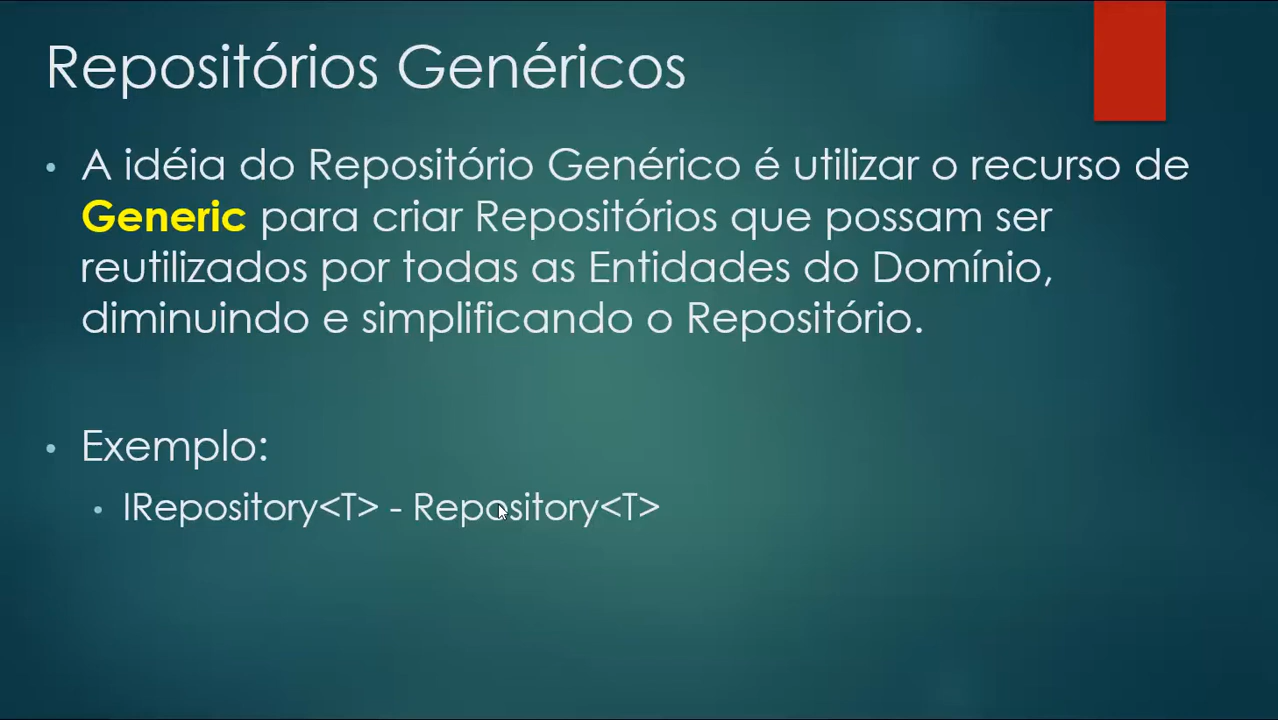 Repositórios Genéricos
• A idéia do Repositório Genérico é utilizar o recurso de
Generic para criar Repositórios que possam ser
reutilizados por todas as Entidades do Domínio,
diminuindo e simplificando o Repositório.
• Exemplo:
• IRepository<T> - Repository<T>